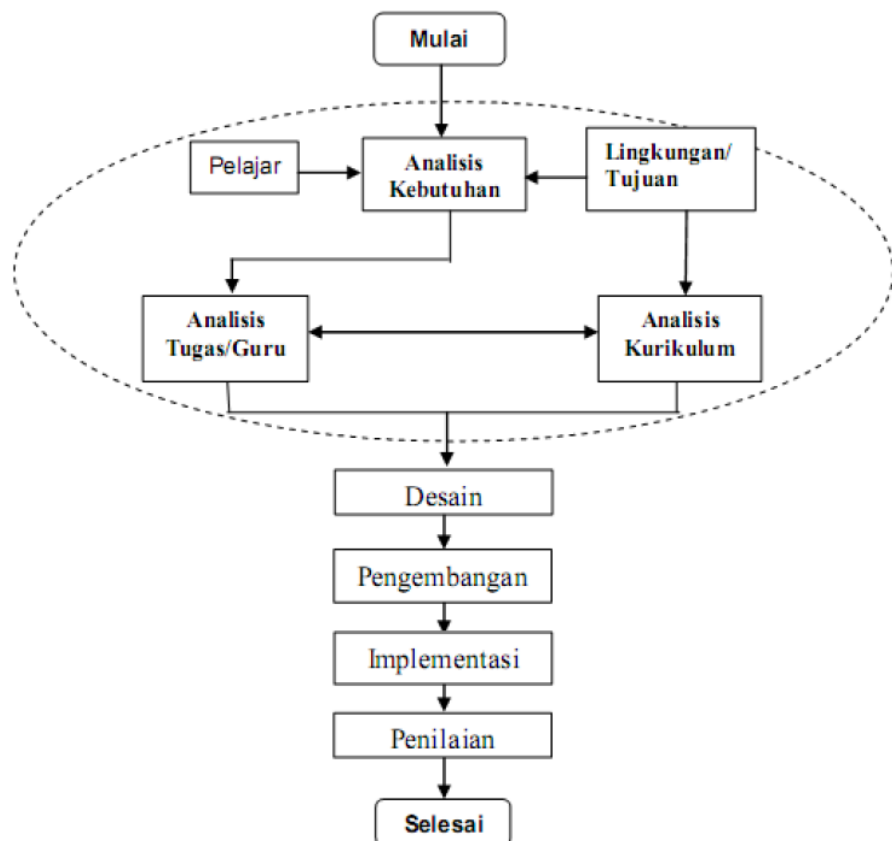 Mulai
Pelajar
Analisis
Kebutuhan
Lingkungan/
Tujuan
Analisis
Tugas/Guru
Analisis
Kurikulum
Desain
Pengembangan
Implementasi
Penilaian
Selesai